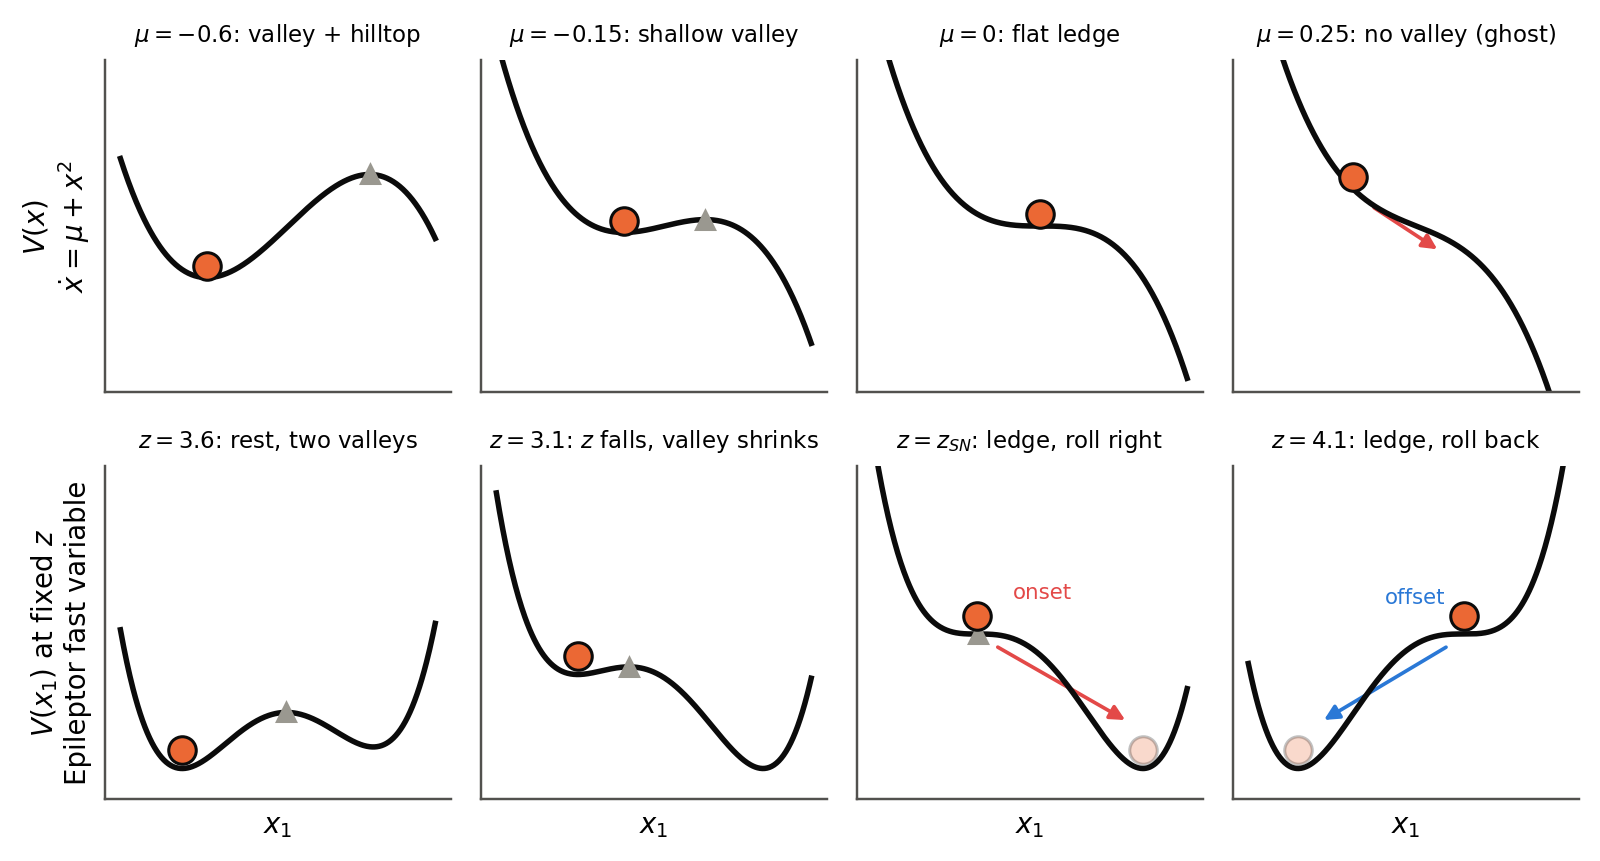 μ = −0.6: valley + hilltop
μ = −0.15: shallow valley
μ = 0: flat ledge
μ = 0.25: no valley (ghost)
V(x)
ẋ = μ + x²
z = 3.6: rest, two valleys
z = 3.1: z falls, valley shrinks
z = z_SN: ledge, roll right
z = 4.1: ledge, roll back
V(x₁) at fixed z
Epileptor fast variable
onset
offset
x₁
x₁
x₁
x₁